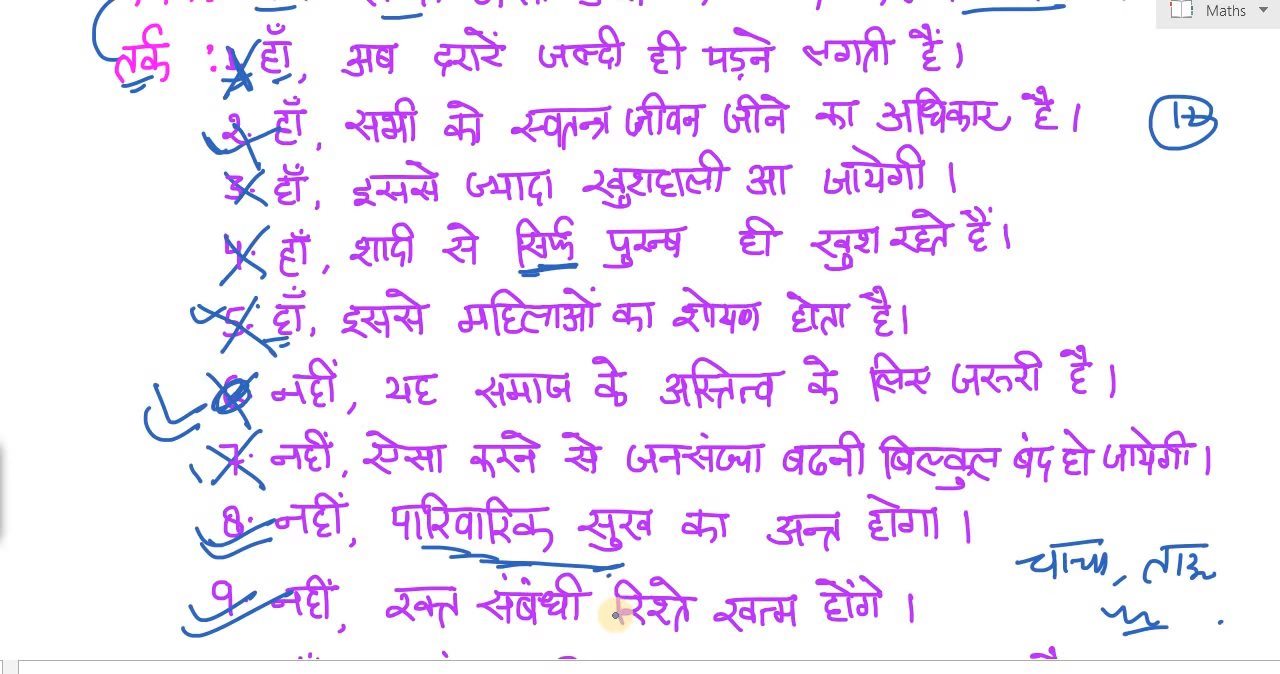 Maths
तर्क : 1. हाँ, अब दरारें जल्दी ही पड़ने लगती हैं।
2. हाँ, सभी को स्वतन्त्र जीवन जीने का अधिकार है।
3. हाँ, इससे ज्यादा खुशहाली आ जायेगी।
4. हाँ, शादी से सिर्फ पुरुष ही खुश रहते हैं।
5. हाँ, इससे महिलाओं का शोषण होता है।
6. नहीं, यह समाज के अस्तित्व के लिए जरूरी है।
7. नहीं, ऐसा करने से जनसंख्या बढनी बिल्कुल बंद हो जायेगी।
8. नहीं, पारिवारिक सुख का अन्त होगा।
चाचा, ताऊ
9. नहीं, रक्त संबंधी रिश्ते खत्म होंगे।